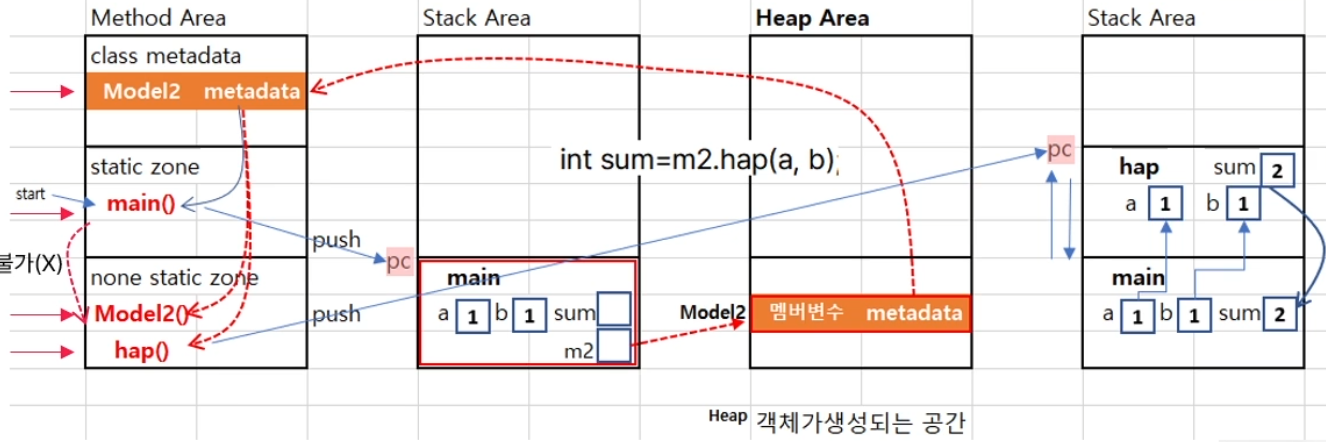 Method Area
Stack Area
Heap Area
Stack Area
class metadata
Model2 metadata
static zone
start
main()
불가(X)
none static zone
Model2()
hap()
push
push
pc
main
a 1 b 1 sum
m2
int sum=m2.hap(a, b);
Model2
멤버변수 metadata
Heap 객체가생성되는 공간
pc
hap sum 2
a 1 b 1
main
a 1 b 1 sum 2